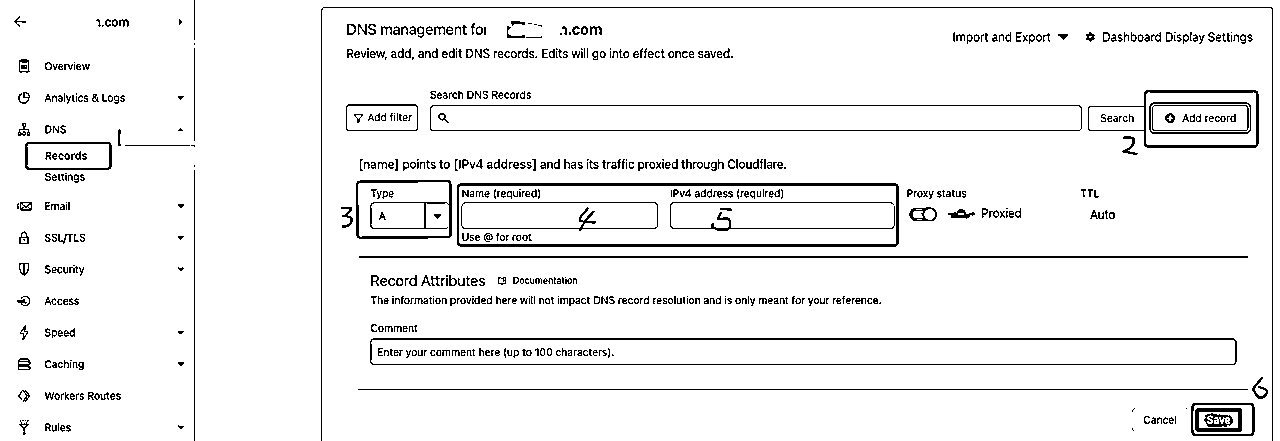 .com
Overview
Analytics & Logs
DNS
1
Records
Settings
Email
SSL/TLS
Security
Access
Speed
Caching
Workers Routes
Rules
DNS management for .com
Import and Export
Dashboard Display Settings
Review, add, and edit DNS records. Edits will go into effect once saved.
Search DNS Records
Add filter
Search
Add record
2
[name] points to [IPv4 address] and has its traffic proxied through Cloudflare.
Type
Name (required)
IPv4 address (required)
Proxy status
TTL
3
A
4
5
Proxied
Auto
Use @ for root
Record Attributes
Documentation
The information provided here will not impact DNS record resolution and is only meant for your reference.
Comment
Enter your comment here (up to 100 characters).
6
Cancel
Save